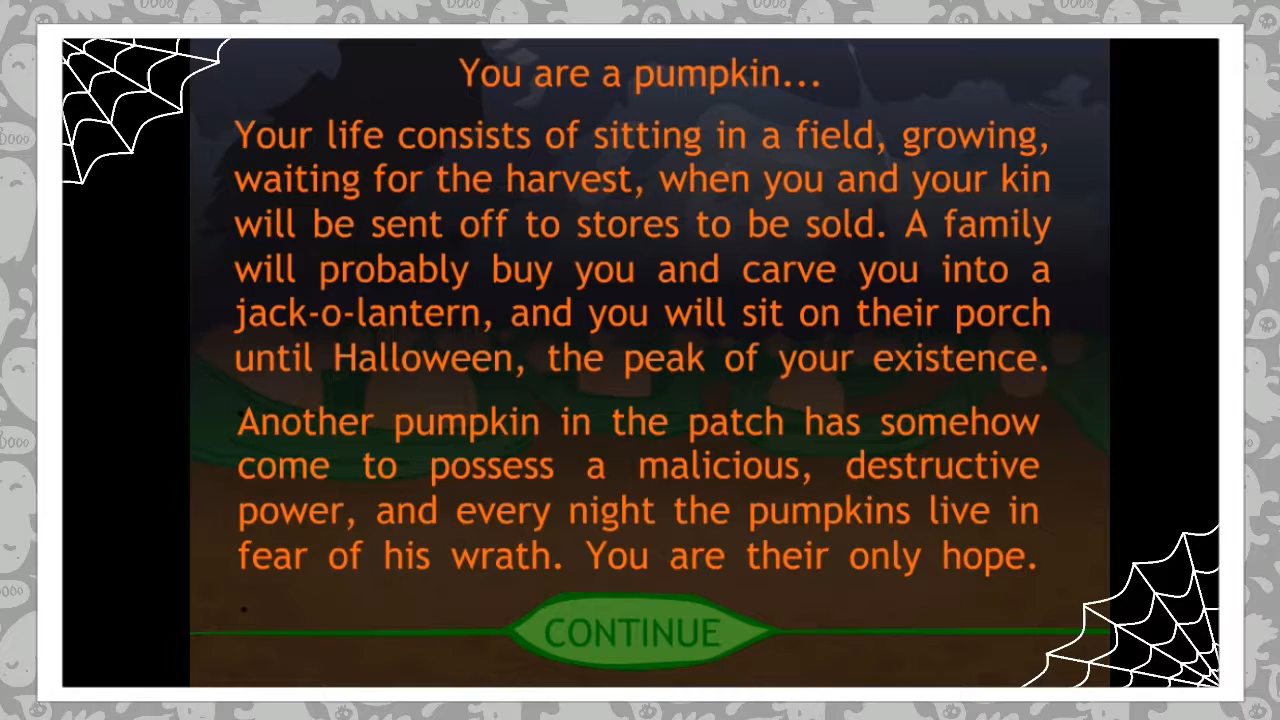 You are a pumpkin...
Your life consists of sitting in a field, growing,
waiting for the harvest, when you and your kin
will be sent off to stores to be sold. A family
will probably buy you and carve you into a
jack-o-lantern, and you will sit on their porch
until Halloween, the peak of your existence.
Another pumpkin in the patch has somehow
come to possess a malicious, destructive
power, and every night the pumpkins live in
fear of his wrath. You are their only hope.
CONTINUE